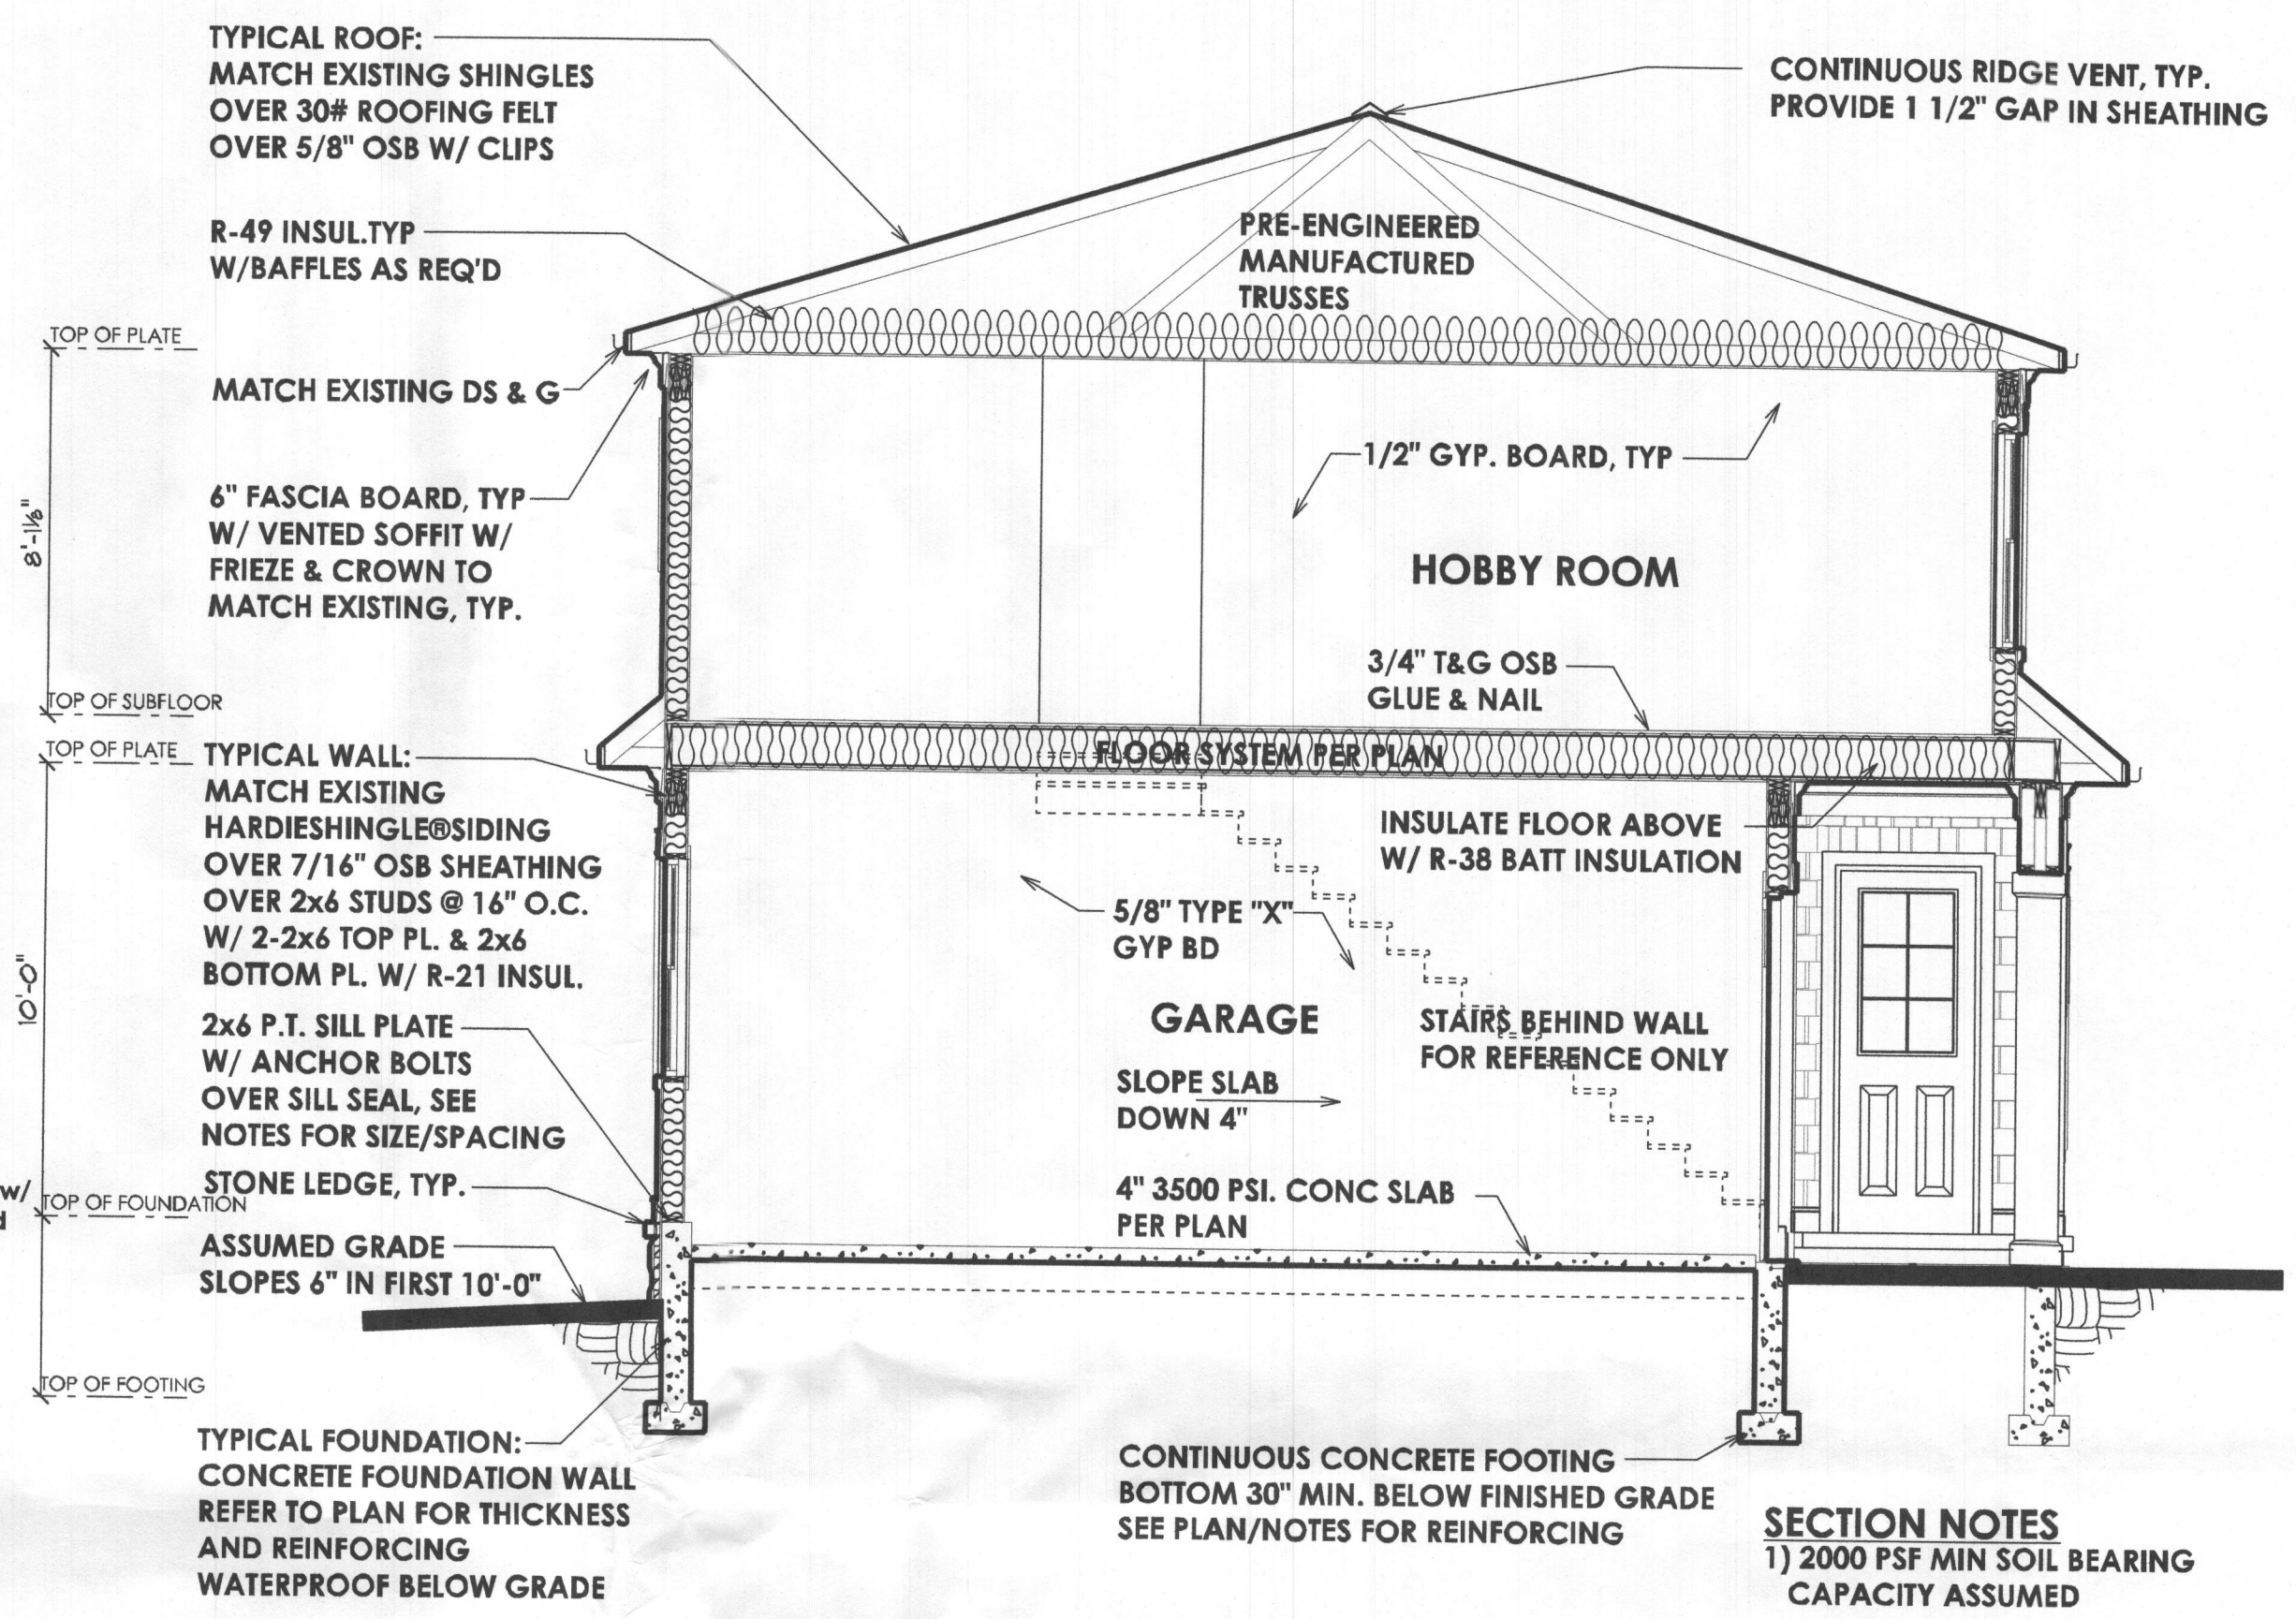 TYPICAL ROOF:
MATCH EXISTING SHINGLES
OVER 30# ROOFING FELT
OVER 5/8" OSB W/ CLIPS
CONTINUOUS RIDGE VENT, TYP.
PROVIDE 1 1/2" GAP IN SHEATHING
R-49 INSUL.TYP
W/BAFFLES AS REQ'D
PRE-ENGINEERED
MANUFACTURED
TRUSSES
TOP OF PLATE
MATCH EXISTING DS & G
1/2" GYP. BOARD, TYP
6" FASCIA BOARD, TYP
W/ VENTED SOFFIT W/
FRIEZE & CROWN TO
MATCH EXISTING, TYP.
8'-1⅛"
HOBBY ROOM
3/4" T&G OSB
GLUE & NAIL
TOP OF SUBFLOOR
TOP OF PLATE
FLOOR SYSTEM PER PLAN
TYPICAL WALL:
MATCH EXISTING
HARDIESHINGLE®SIDING
OVER 7/16" OSB SHEATHING
OVER 2x6 STUDS @ 16" O.C.
W/ 2-2x6 TOP PL. & 2x6
BOTTOM PL. W/ R-21 INSUL.
INSULATE FLOOR ABOVE
W/ R-38 BATT INSULATION
5/8" TYPE "X"
GYP BD
10'-0"
GARAGE
STAIRS BEHIND WALL
FOR REFERENCE ONLY
2x6 P.T. SILL PLATE
W/ ANCHOR BOLTS
OVER SILL SEAL, SEE
NOTES FOR SIZE/SPACING
SLOPE SLAB
DOWN 4"
STONE LEDGE, TYP.
w/
TOP OF FOUNDATION
4" 3500 PSI. CONC SLAB
PER PLAN
ASSUMED GRADE
SLOPES 6" IN FIRST 10'-0"
TOP OF FOOTING
TYPICAL FOUNDATION:
CONCRETE FOUNDATION WALL
REFER TO PLAN FOR THICKNESS
AND REINFORCING
WATERPROOF BELOW GRADE
CONTINUOUS CONCRETE FOOTING
BOTTOM 30" MIN. BELOW FINISHED GRADE
SEE PLAN/NOTES FOR REINFORCING
SECTION NOTES
1) 2000 PSF MIN SOIL BEARING
CAPACITY ASSUMED